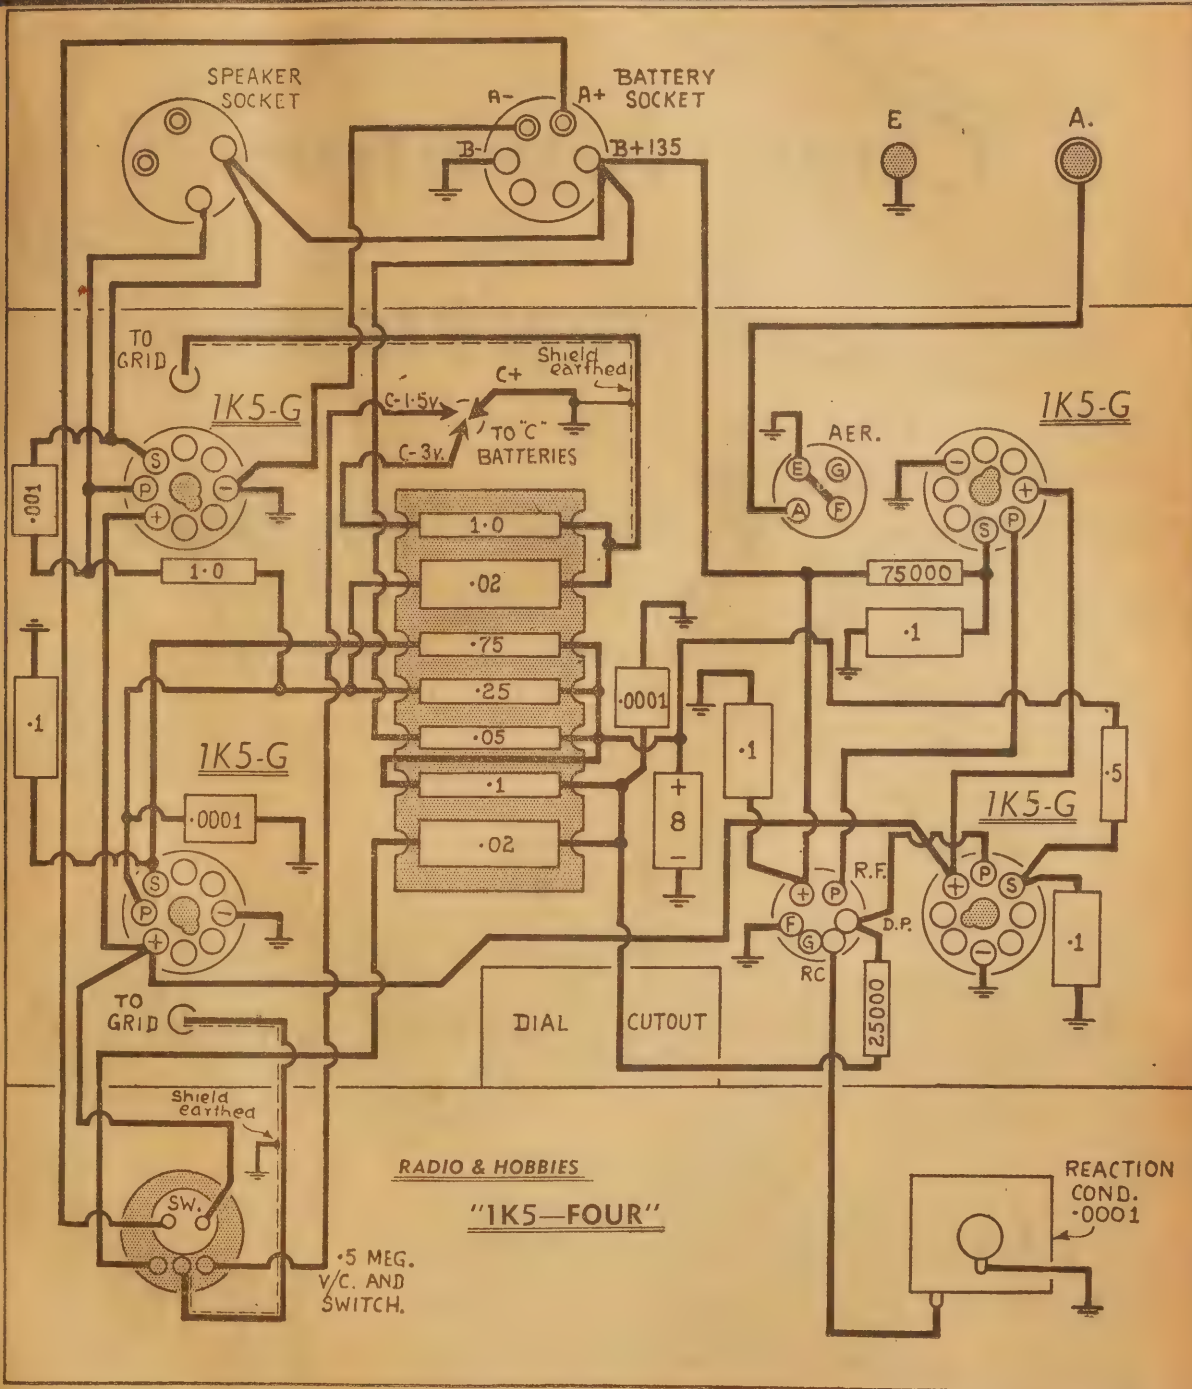 SPEAKER
SOCKET
BATTERY
SOCKET
A-
A+
B-
B+135
E
A.
TO
GRID
Shield
earthed
C+
C-1·5v.
TO "C"
BATTERIES
C-3v.
1K5-G
1K5-G
AER.
E
G
A
F
S
P
+
-
-
+
S
P
·001
1·0
1·0
·02
·75
·25
·05
·1
·02
75000
·1
·0001
·1
·5
·1
1K5-G
·0001
+
8
-
1K5-G
S
P
-
+
R.F.
+
P
F
G
D.P.
RC
+
P
S
-
·1
25000
TO
GRID
DIAL
CUTOUT
Shield
earthed
SW.
·5 MEG.
V/C. AND
SWITCH.
RADIO & HOBBIES
"1K5—FOUR"
REACTION
COND.
·0001